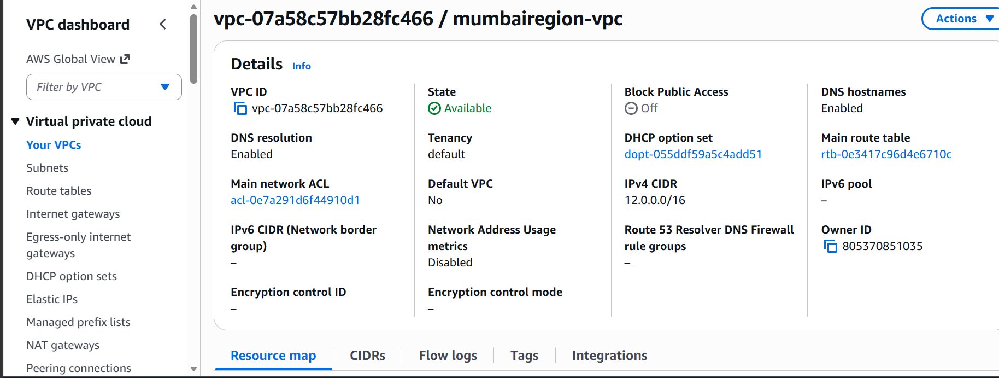 VPC dashboard
AWS Global View
Filter by VPC
Virtual private cloud
Your VPCs
Subnets
Route tables
Internet gateways
Egress-only internet
gateways
DHCP option sets
Elastic IPs
Managed prefix lists
NAT gateways
Peering connections
vpc-07a58c57bb28fc466 / mumbairegion-vpc
Actions
Details Info
VPC ID
vpc-07a58c57bb28fc466
State
Available
Block Public Access
Off
DNS hostnames
Enabled
DNS resolution
Enabled
Tenancy
default
DHCP option set
dopt-055ddf59a5c4add51
Main route table
rtb-0e3417c96d4e6710c
Main network ACL
acl-0e7a291d6f44910d1
Default VPC
No
IPv4 CIDR
12.0.0.0/16
IPv6 pool
–
IPv6 CIDR (Network border
group)
–
Network Address Usage
metrics
Disabled
Route 53 Resolver DNS Firewall
rule groups
–
Owner ID
805370851035
Encryption control ID
–
Encryption control mode
–
Resource map CIDRs Flow logs Tags Integrations